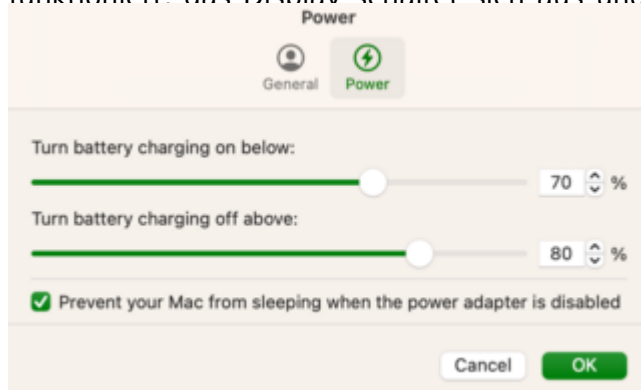 Power
General Power
Turn battery charging on below:
70 %
Turn battery charging off above:
80 %
Prevent your Mac from sleeping when the power adapter is disabled
Cancel OK